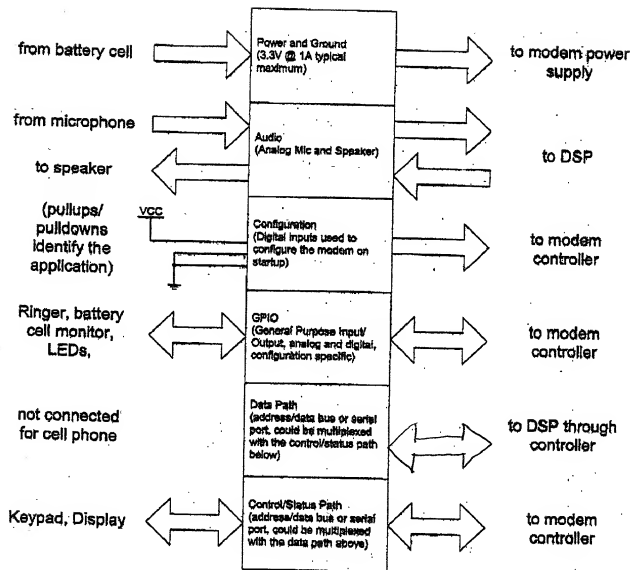 from battery cell
Power and Ground
(3.3V @ 1A typical
maximum)
to modem power
supply
from microphone
to speaker
Audio
(Analog Mic and Speaker)
to DSP
(pullups/
pulldowns
identify the
application)
VCC
Configuration
(Digital inputs used to
configure the modem on
startup)
to modem
controller
Ringer, battery
cell monitor,
LEDs,
GPIO
(General Purpose Input/
Output, analog and digital,
configuration specific)
to modem
controller
not connected
for cell phone
Data Path
(address/data bus or serial
port, could be multiplexed
with the control/status path
below)
to DSP through
controller
Keypad, Display
Control/Status Path
(address/data bus or serial
port, could be multiplexed
with the data path above)
to modem
controller